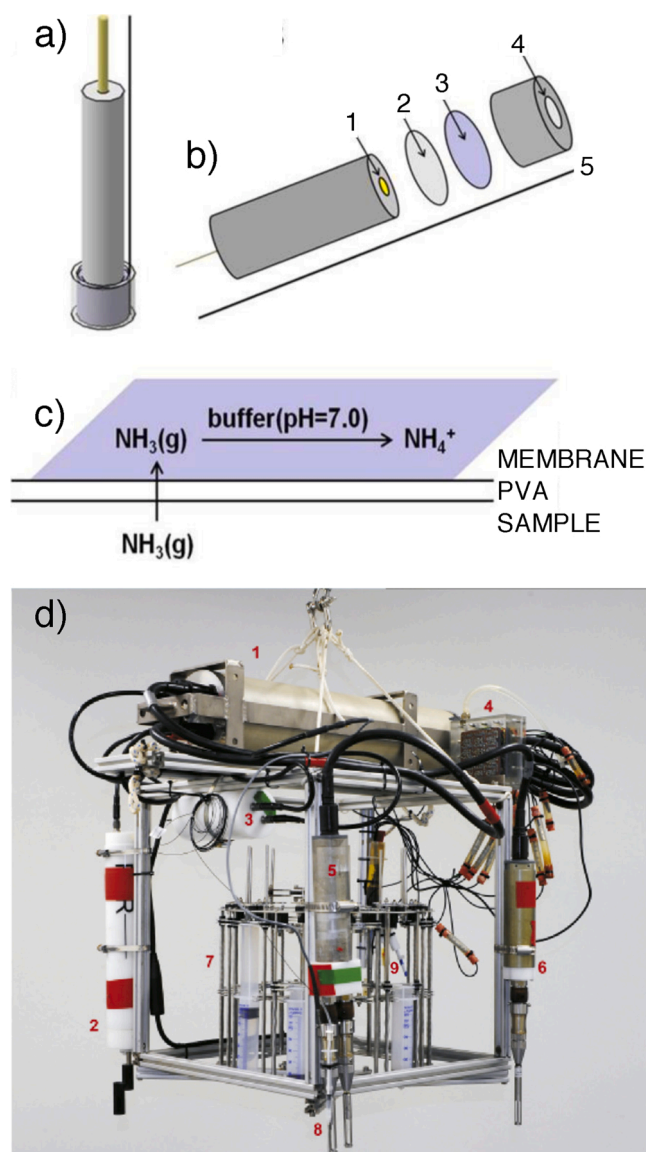 a)
b)
1
2
3
4
5
c)
NH₃(g)
buffer(pH=7.0)
NH₄⁺
MEMBRANE
PVA
SAMPLE
NH₃(g)
d)
1
2
3
4
5
6
7
8
9